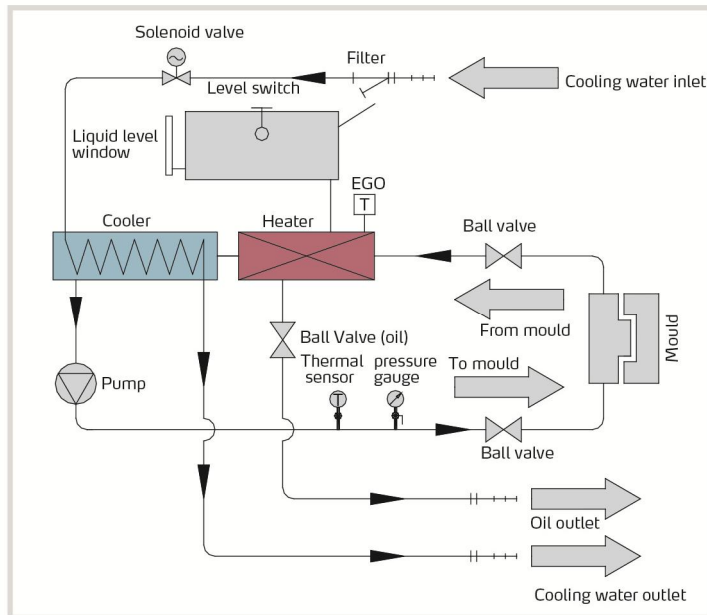 Solenoid valve
Filter
Cooling water inlet
Level switch
Liquid level
window
EGO
T
Cooler
Heater
Ball valve
From mould
Mould
Ball Valve (oil)
Thermal
sensor
pressure
gauge
To mould
Pump
T
Ball valve
Oil outlet
Cooling water outlet